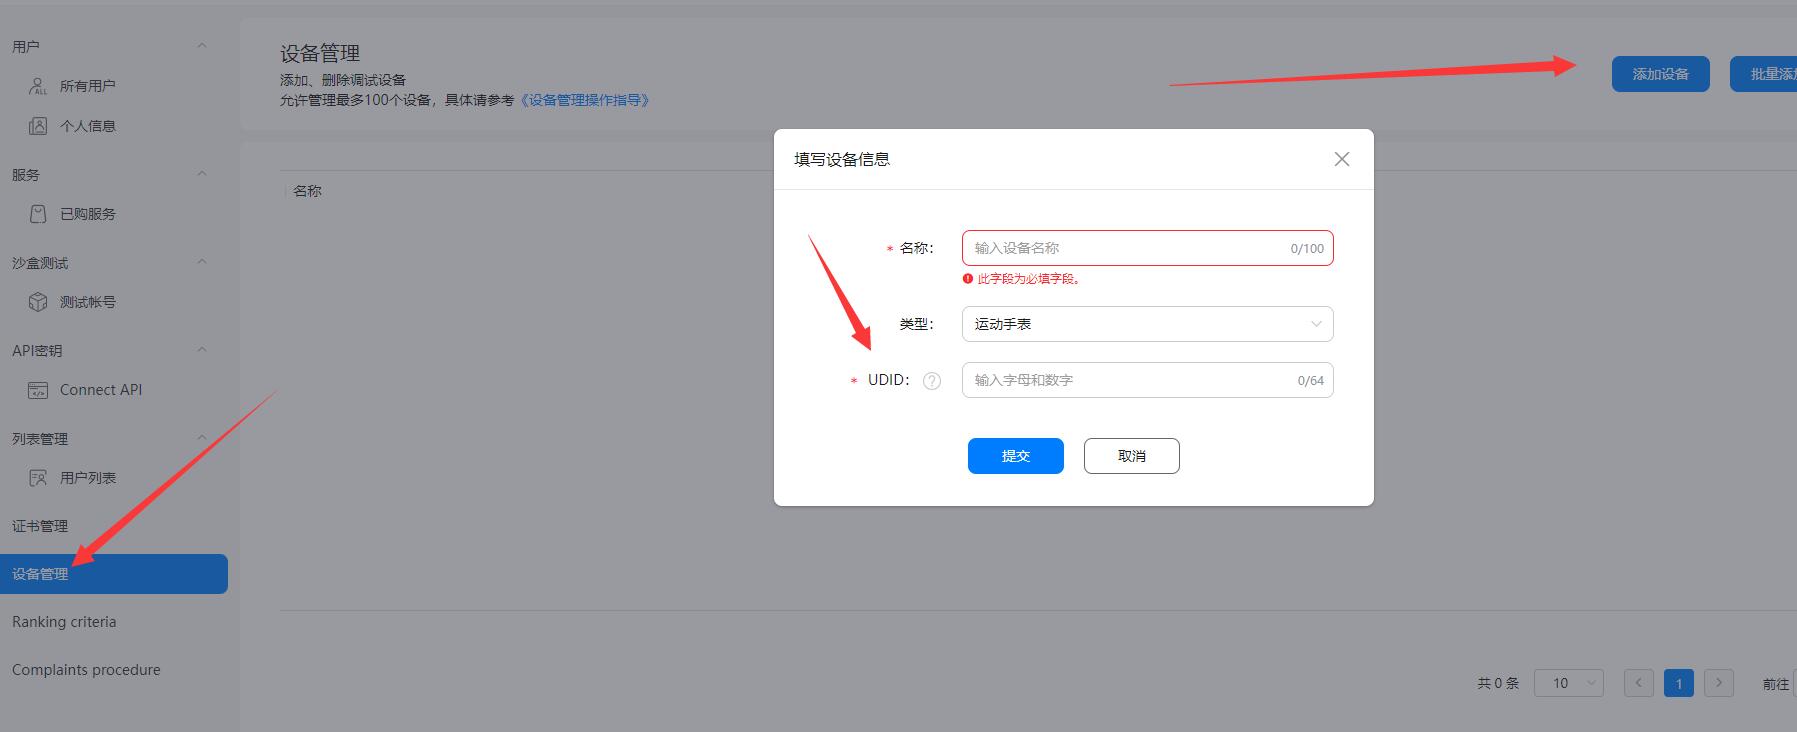 用户
所有用户
ALL
个人信息
服务
已购服务
沙盒测试
测试帐号
API密钥
Connect API
列表管理
用户列表
证书管理
设备管理
Ranking criteria
Complaints procedure
设备管理
添加、删除调试设备
允许管理最多100个设备，具体请参考《设备管理操作指导》
添加设备
批量添加
名称
填写设备信息
* 名称： 输入设备名称 0/100
此字段为必填字段。
类型： 运动手表
* UDID： ? 输入字母和数字 0/64
提交 取消
共 0 条 10 < 1 > 前往